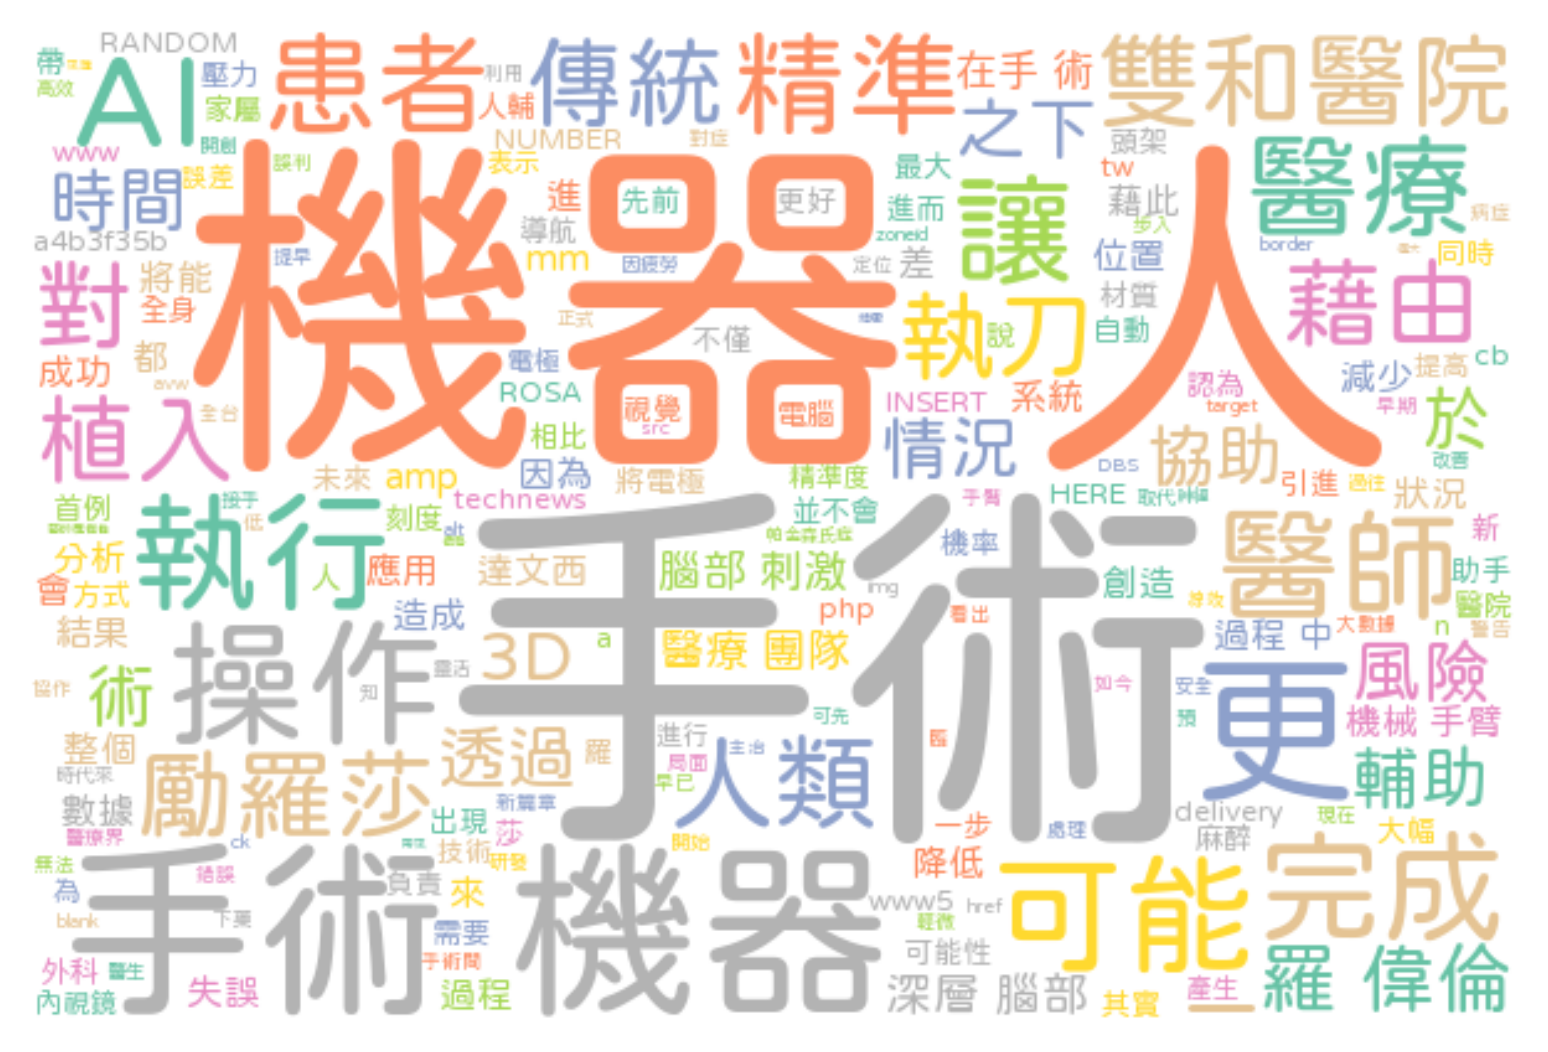 RANDOM
帶
AI
高效
壓力
家屬
患者
利用
人輔
傳統
NUMBER
對症
精準
在手 術
之下
雙和醫院
頭架
tw
藉此
步入
醫療
病症
www
開創
誤差
誤利
表示
時間
a4b3f35b
機器人
提早
進
先前
更好
導航
mm
因疲勞
最大
進而
zoneid
定位
差
讓
位置
border
同時
對
將能
全身
正式
不僅
材質
自動
執刀
說
藉由
成功
都
avw
電極
ROSA
視覺
src
電腦
INSERT
系統
認為
target
減少
提高
cb
早期
植入
全台
相比
因為
將電極
情況
精準度
DBS
協助
於
改善
未來
amp
technews
並不會
手臂
HERE
取代
引進
過往
狀況
首例
執行
接手
低
刻度
手術
帕金森氏症
機率
醫師
新
分析
人
應用
達文西
腦部 刺激
img
創造
助手
會
方式
造成
php
看出
醫院
結果
3D
a
醫療 團隊
過程 中
大數據
n
警告
協作
術
操作
知
靈活
可先
如今
安全
預
更
風險
機械 手臂
整個
時代來
勵羅莎
透過
羅
進行
局面
早已
主治
人類
臨
輔助
數據
醫療界
ck
出現
新篇章
莎
技術
研發
開始
一步
處理
delivery
麻醉
現在
大幅
無法
為
錯誤
負責
來
降低
blank
下藥
手術機器
需要
www5
輕微
href
可能
完成
外科
醫生
手術間
可能性
內視鏡
失誤
過程
深層 腦部
其實
產生
一
羅 偉倫